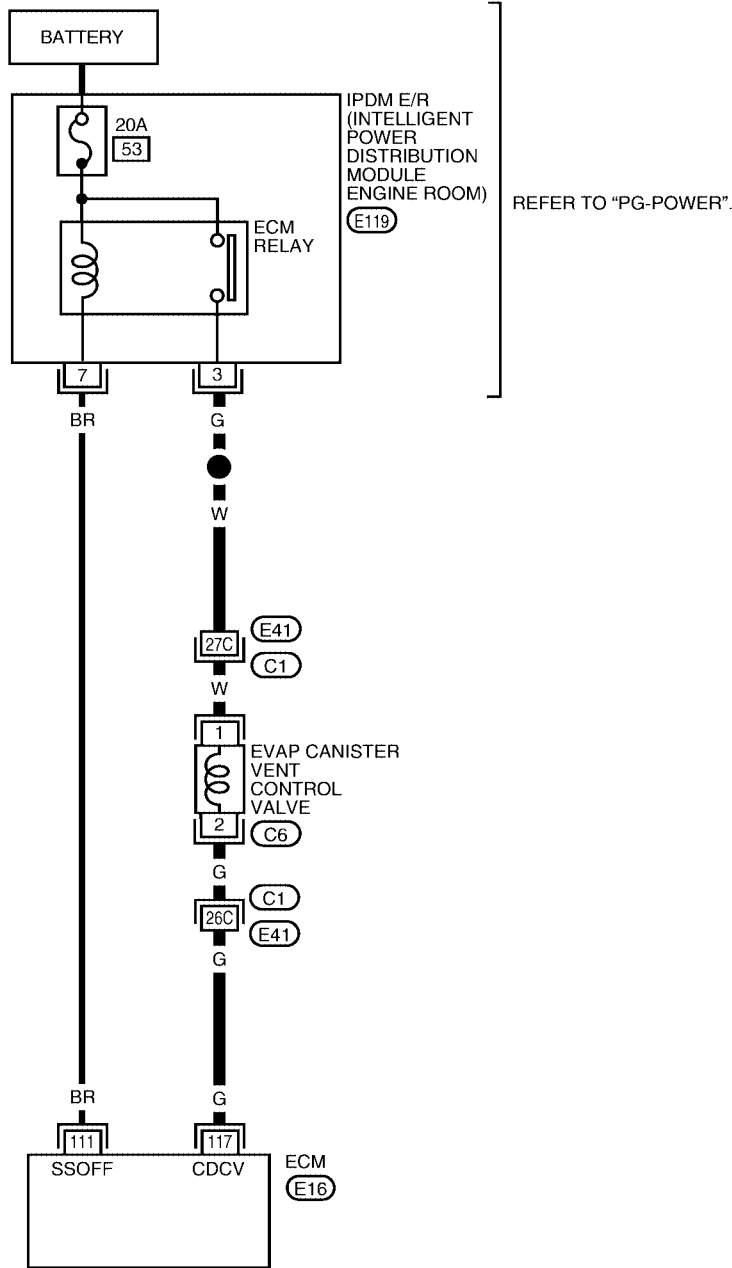 BATTERY
20A
53
IPDM E/R
(INTELLIGENT
POWER
DISTRIBUTION
MODULE
ENGINE ROOM)
E119
REFER TO “PG-POWER”.
ECM
RELAY
7
3
BR
G
W
27C
E41
C1
W
1
EVAP CANISTER
VENT
CONTROL
VALVE
2
C6
G
C1
26C
E41
G
BR
G
111
117
SSOFF
CDCV
ECM
E16